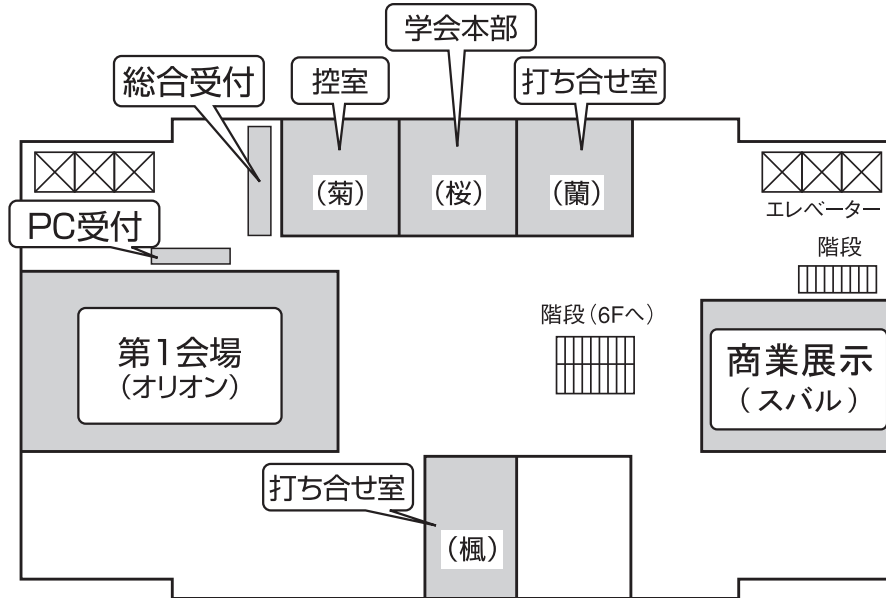 学会本部
総合受付
控室
打ち合せ室
(菊)
(桜)
(蘭)
エレベーター
PC受付
階段
階段(6Fへ)
第1会場
(オリオン)
商業展示
(スバル)
打ち合せ室
(楓)